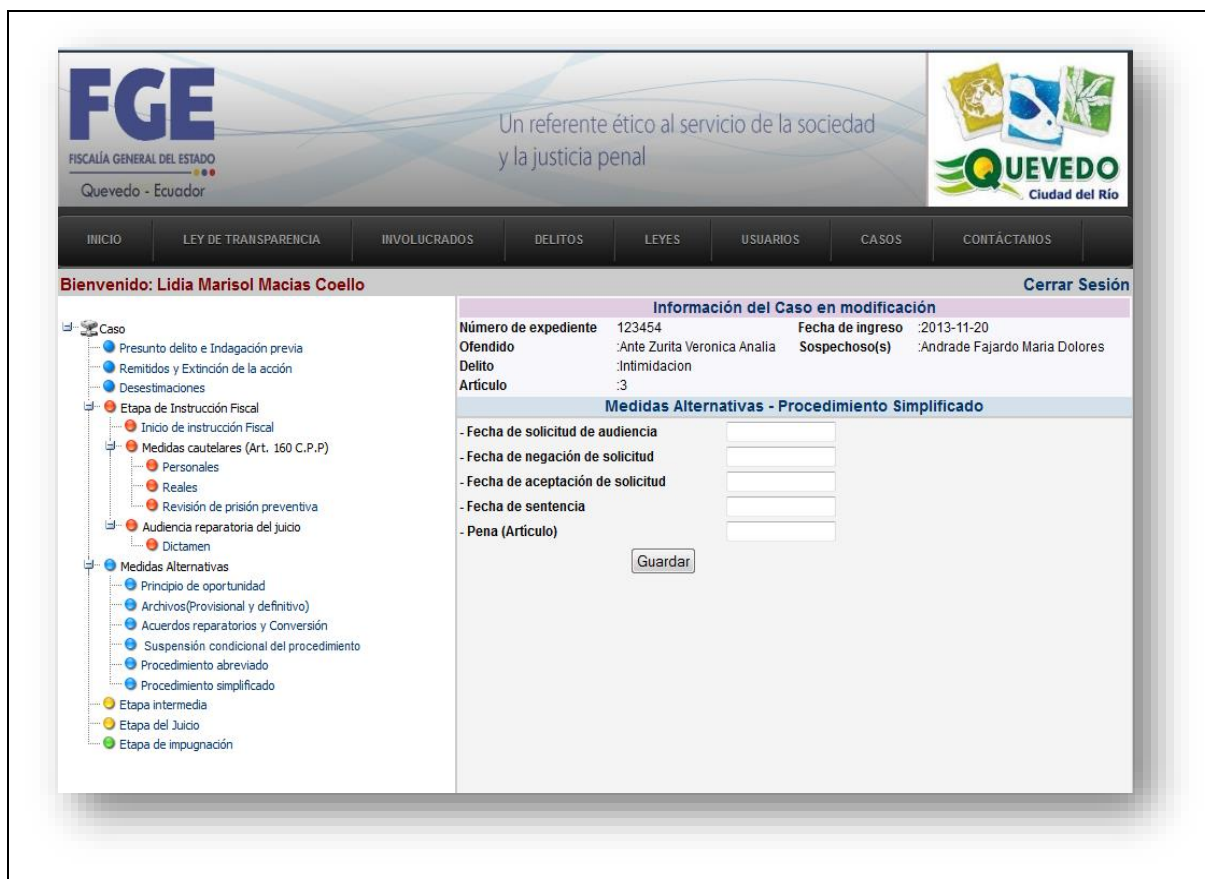 FGE
FISCALÍA GENERAL DEL ESTADO
Quevedo - Ecuador
Un referente ético al servicio de la sociedad
y la justicia penal
QUEVEDO
Ciudad del Río
INICIO LEY DE TRANSPARENCIA INVOLUCRADOS DELITOS LEYES USUARIOS CASOS CONTÁCTANOS
Bienvenido: Lidia Marisol Macias Coello
Cerrar Sesión
Caso
Presunto delito e Indagación previa
Remitidos y Extinción de la acción
Desestimaciones
Etapa de Instrucción Fiscal
Inicio de instrucción Fiscal
Medidas cautelares (Art. 160 C.P.P)
Personales
Reales
Revisión de prisión preventiva
Audiencia reparatoria del juicio
Dictamen
Medidas Alternativas
Principio de oportunidad
Archivos(Provisional y definitivo)
Acuerdos reparatorios y Conversión
Suspensión condicional del procedimiento
Procedimiento abreviado
Procedimiento simplificado
Etapa intermedia
Etapa del Juicio
Etapa de impugnación
Información del Caso en modificación
Número de expediente 123454 Fecha de ingreso :2013-11-20
Ofendido :Ante Zurita Veronica Analia Sospechoso(s) :Andrade Fajardo Maria Dolores
Delito :Intimidacion
Artículo :3
Medidas Alternativas - Procedimiento Simplificado
- Fecha de solicitud de audiencia
- Fecha de negación de solicitud
- Fecha de aceptación de solicitud
- Fecha de sentencia
- Pena (Artículo)
Guardar